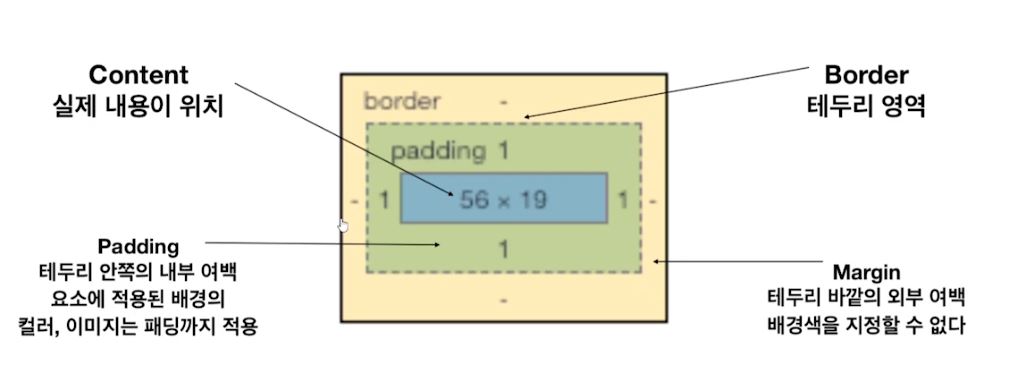 Content
실제 내용이 위치
Border
테두리 영역
border -
padding 1
- 1 56 × 19 1 -
1
-
Padding
테두리 안쪽의 내부 여백
요소에 적용된 배경의
컬러, 이미지는 패딩까지 적용
Margin
테두리 바깥의 외부 여백
배경색을 지정할 수 없다